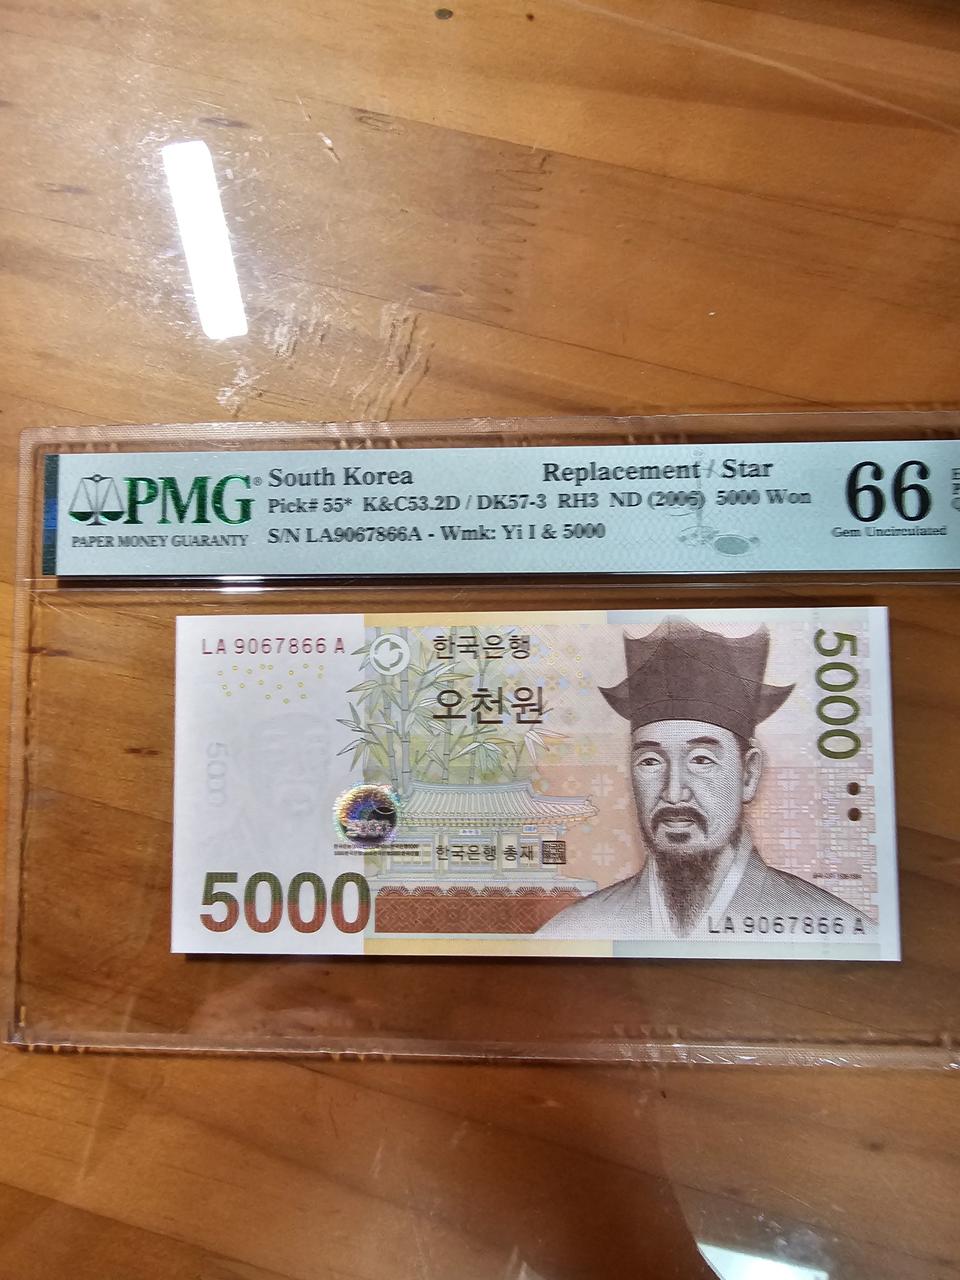 PMG®
PAPER MONEY GUARANTY
South Korea Replacement / Star
Pick# 55* K&C53.2D / DK57-3 RH3 ND (2006) 5000 Won
S/N LA9067866A - Wmk: Yi I & 5000
66
Gem Uncirculated
LA 9067866 A
한국은행
오천원
5000
5000
한국은행 총재
5000
LA 9067866 A